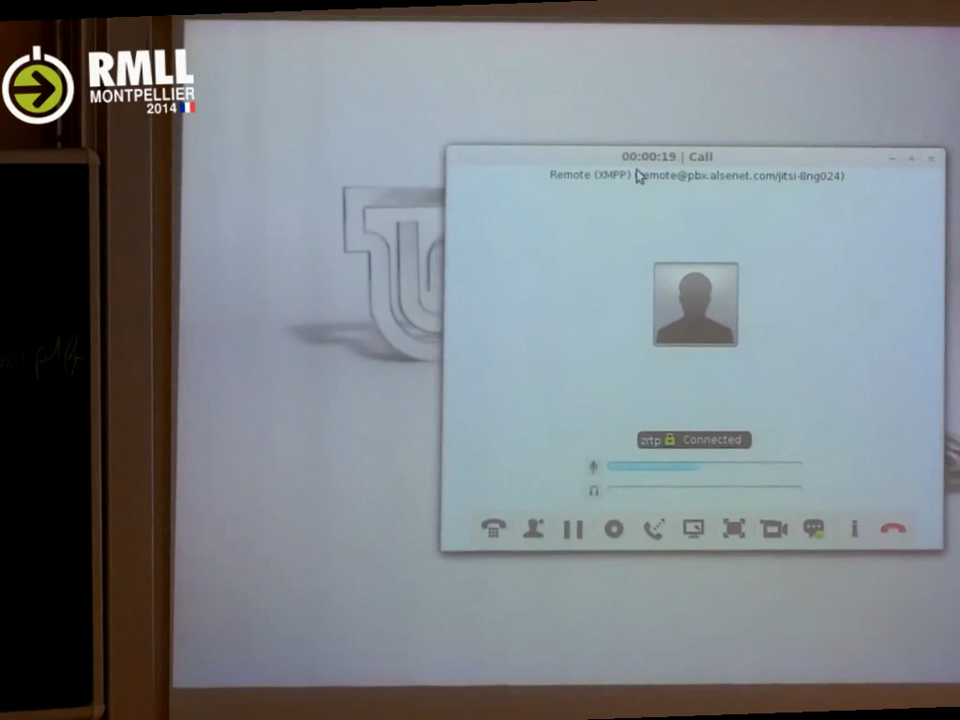 RMLL
MONTPELLIER
2014
00:00:19 | Call
Remote (XMPP) (remote@pbx.alsenet.com/jitsi-8ng024)
zrtp Connected